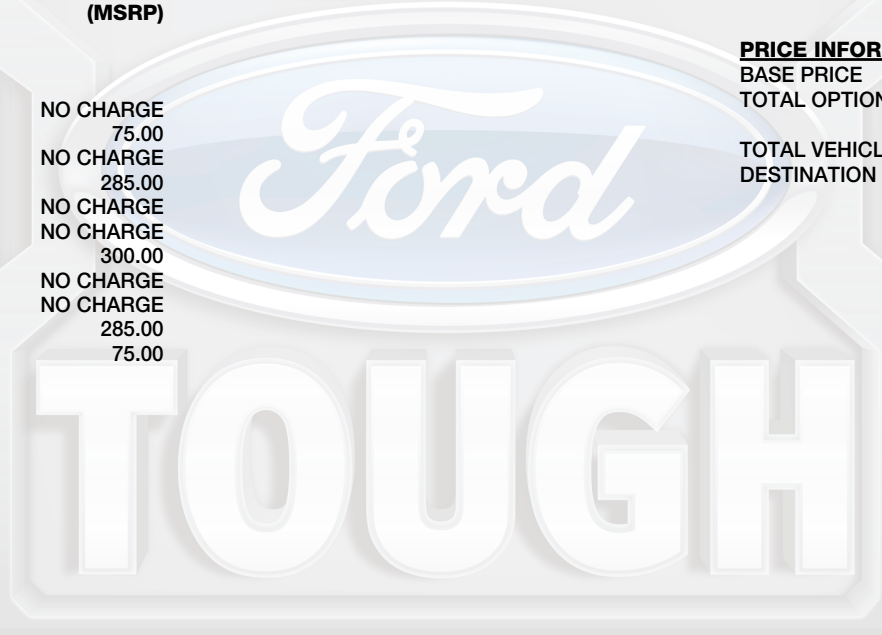 (MSRP)
NO CHARGE
75.00
NO CHARGE
285.00
NO CHARGE
NO CHARGE
300.00
NO CHARGE
NO CHARGE
285.00
75.00
PRICE INFOR
BASE PRICE
TOTAL OPTION
TOTAL VEHICL
DESTINATION
Ford
TOUGH